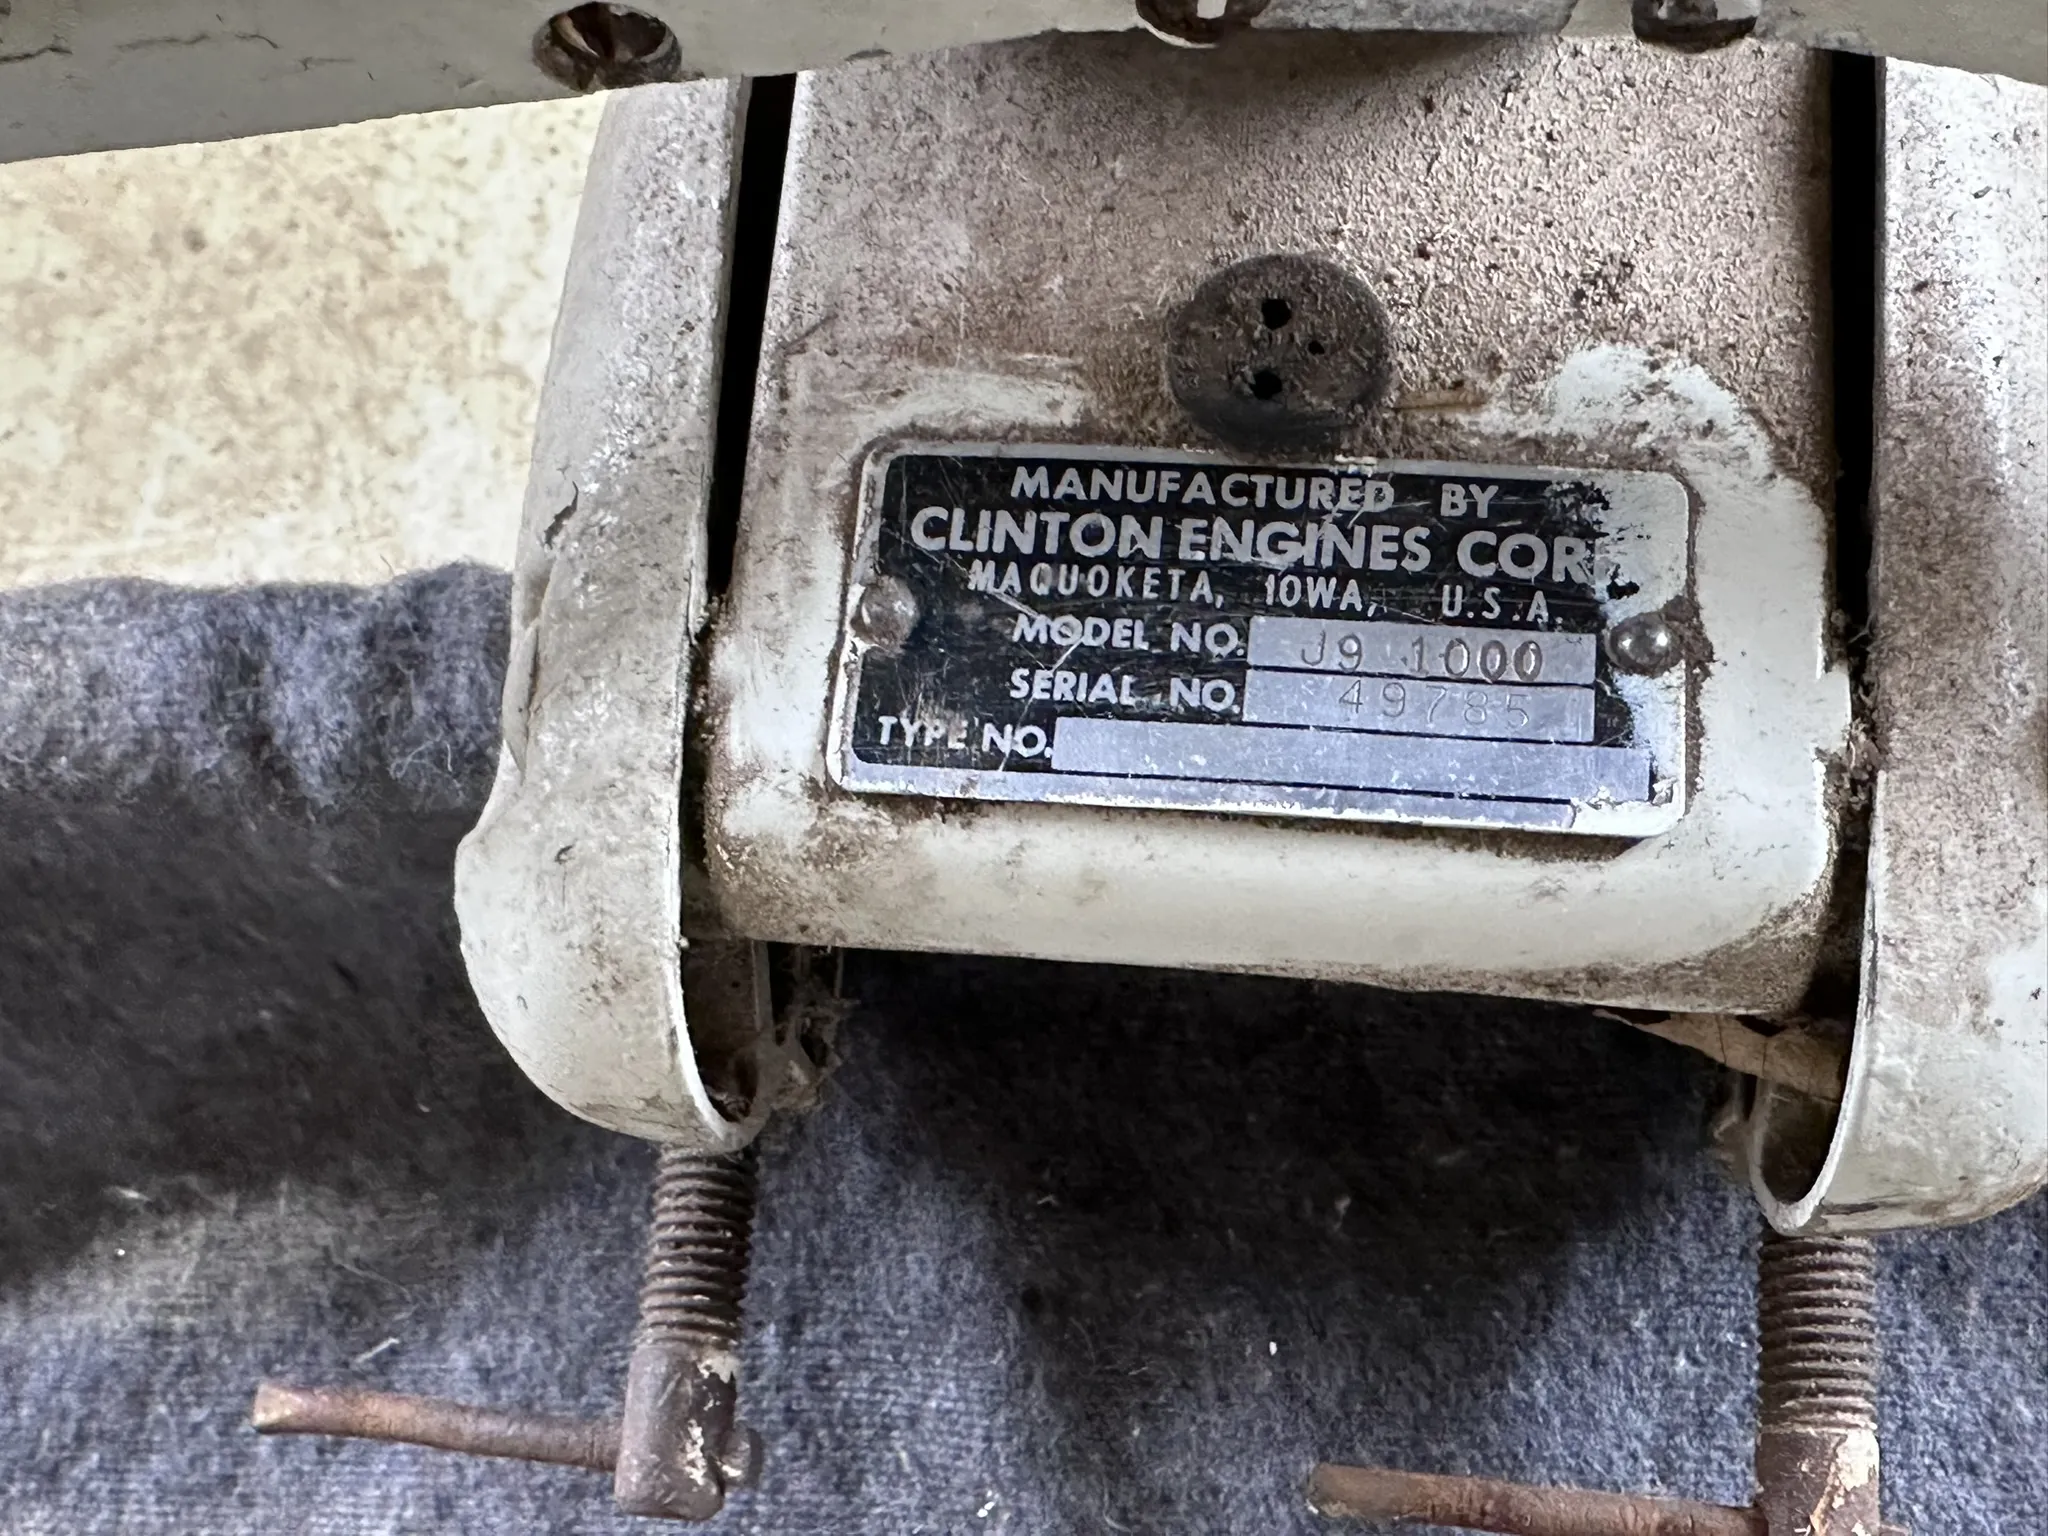 MANUFACTURED BY
CLINTON ENGINES COR
MAQUOKETA, IOWA, U.S.A.
MODEL NO. J9 1000
SERIAL NO. 49785
TYPE NO.